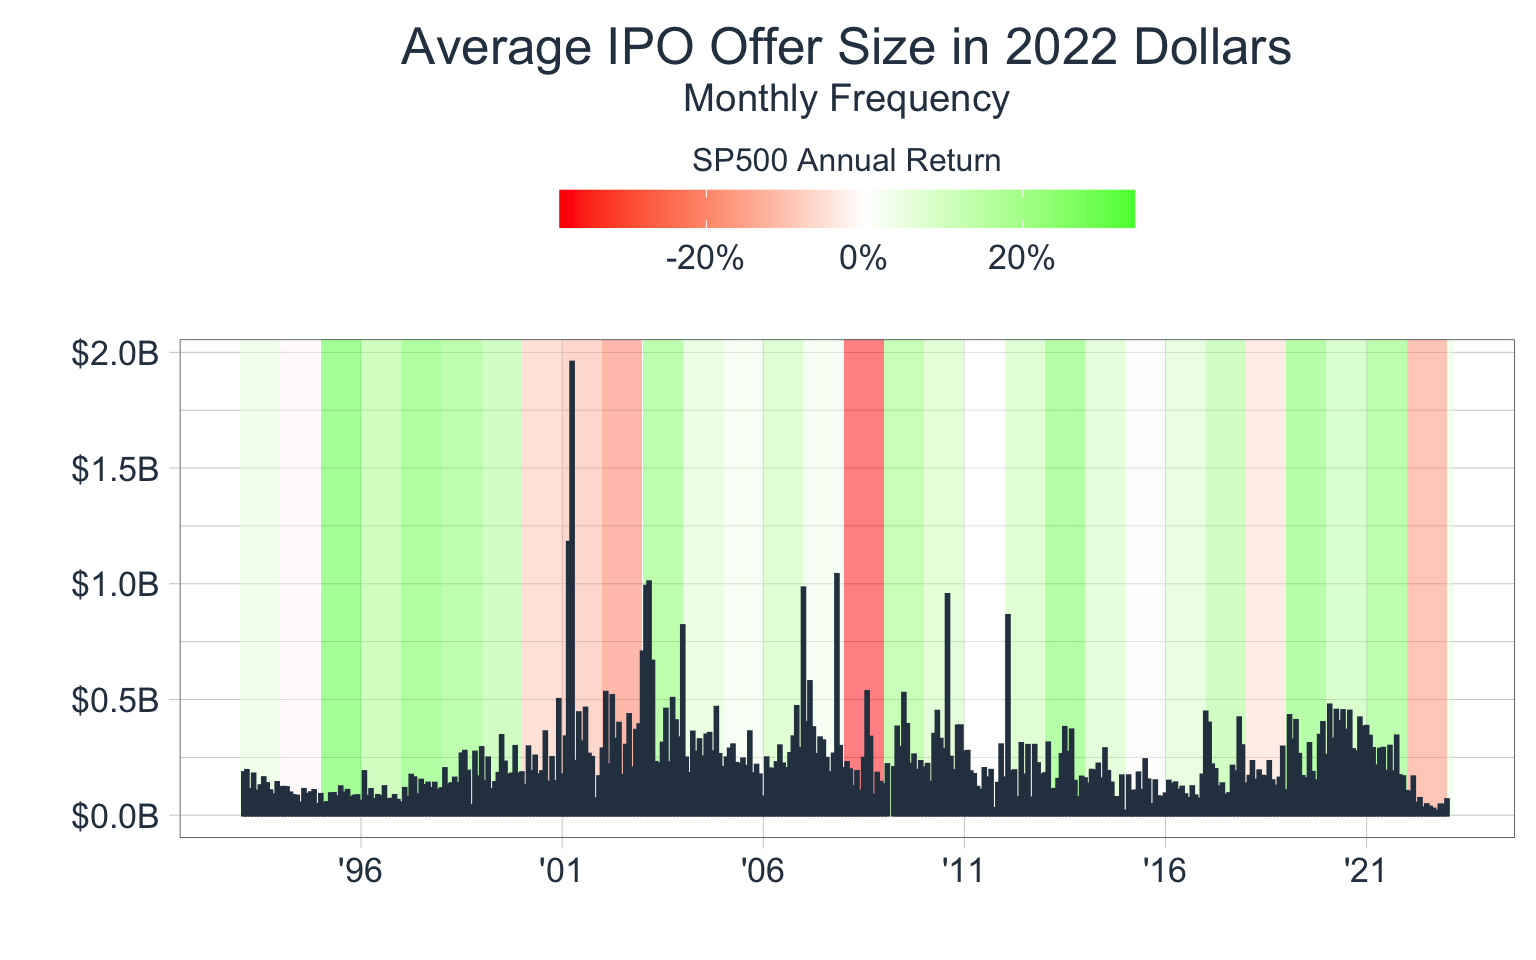 Average IPO Offer Size in 2022 Dollars
Monthly Frequency
SP500 Annual Return
-20% 0% 20%
$2.0B
$1.5B
$1.0B
$0.5B
$0.0B
'96 '01 '06 '11 '16 '21